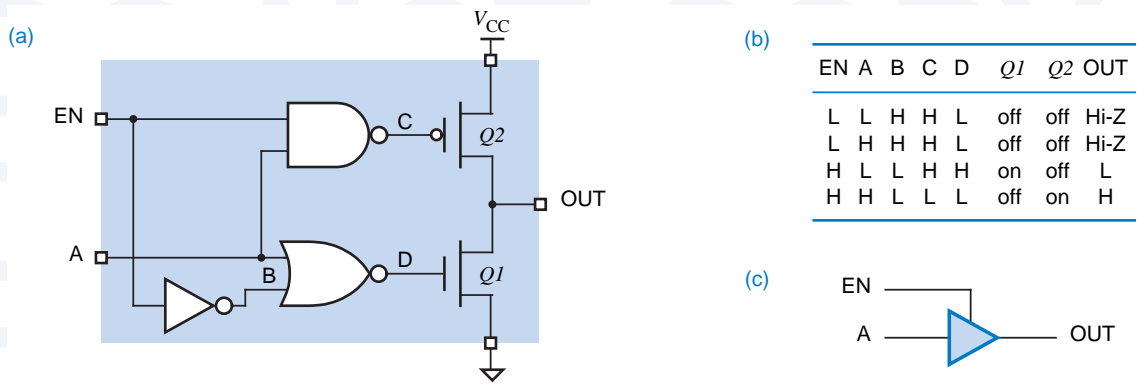 (a)
V_CC
EN
C
Q2
OUT
A
B
D
Q1
(b)
EN A B C D Q1 Q2 OUT
L L H H L off off Hi-Z
L H H H L off off Hi-Z
H L L H H on off L
H H L L L off on H
(c)
EN
A
OUT